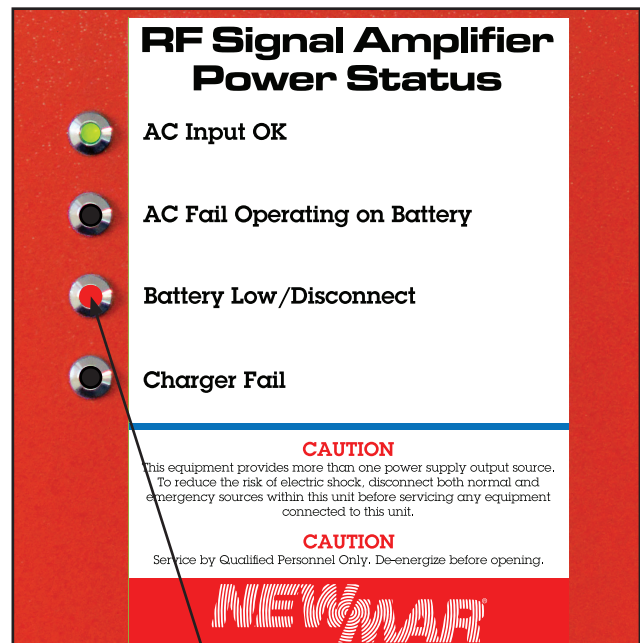 RF Signal Amplifier
Power Status
AC Input OK
AC Fail Operating on Battery
Battery Low/Disconnect
Charger Fail
CAUTION
This equipment provides more than one power supply output source.
To reduce the risk of electric shock, disconnect both normal and
emergency sources within this unit before servicing any equipment
connected to this unit.
CAUTION
Service by Qualified Personnel Only. De-energize before opening.
NEWMAR®